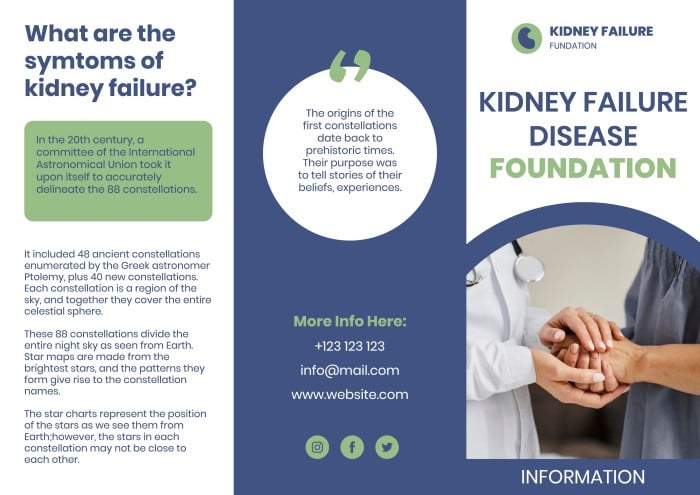 What are the
symtoms of
kidney failure?
In the 20th century, a
committee of the International
Astronomical Union took it
upon itself to accurately
delineate the 88 constellations.
It included 48 ancient constellations
enumerated by the Greek astronomer
Ptolemy, plus 40 new constellations.
Each constellation is a region of the
sky, and together they cover the entire
celestial sphere.
These 88 constellations divide the
entire night sky as seen from Earth.
Star maps are made from the
brightest stars, and the patterns they
form give rise to the constellation
names.
The star charts represent the position
of the stars as we see them from
Earth;however, the stars in each
constellation may not be close to
each other.
The origins of the
first constellations
date back to
prehistoric times.
Their purpose was
to tell stories of their
beliefs, experiences.
More Info Here:
+123 123 123
info@mail.com
www.website.com
KIDNEY FAILURE
FUNDATION
KIDNEY FAILURE
DISEASE
FOUNDATION
INFORMATION